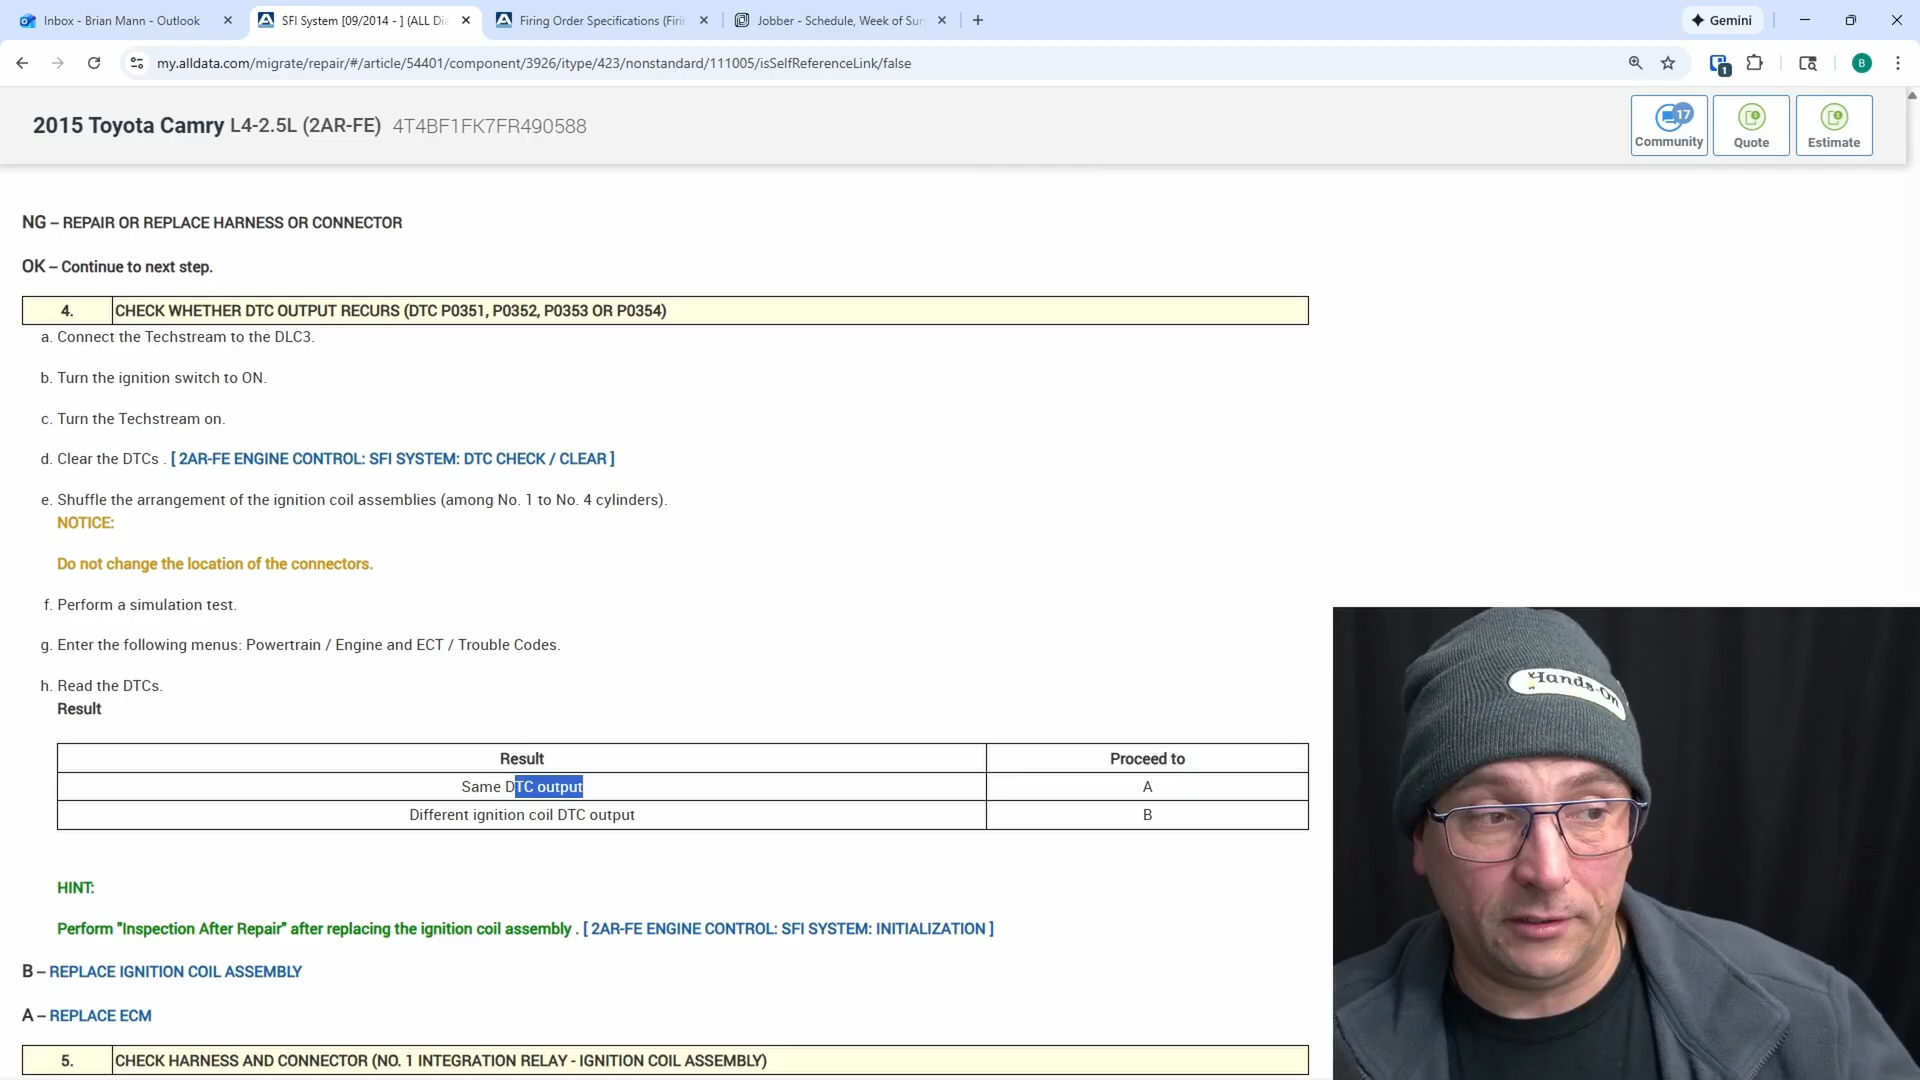 Inbox - Brian Mann - Outlook
SFI System [09/2014 - ] (ALL Dia
Firing Order Specifications (Firi
Jobber - Schedule, Week of Sun
Gemini
my.alldata.com/migrate/repair/#/article/54401/component/3926/itype/423/nonstandard/111005/isSelfReferenceLink/false
1
B
2015 Toyota Camry L4-2.5L (2AR-FE) 4T4BF1FK7FR490588
17
Community
Quote
Estimate
NG – REPAIR OR REPLACE HARNESS OR CONNECTOR
OK – Continue to next step.
4. CHECK WHETHER DTC OUTPUT RECURS (DTC P0351, P0352, P0353 OR P0354)
a. Connect the Techstream to the DLC3.
b. Turn the ignition switch to ON.
c. Turn the Techstream on.
d. Clear the DTCs . [ 2AR-FE ENGINE CONTROL: SFI SYSTEM: DTC CHECK / CLEAR ]
e. Shuffle the arrangement of the ignition coil assemblies (among No. 1 to No. 4 cylinders).
NOTICE:
Do not change the location of the connectors.
f. Perform a simulation test.
g. Enter the following menus: Powertrain / Engine and ECT / Trouble Codes.
h. Read the DTCs.
Result
Result Proceed to
Same DTC output A
Different ignition coil DTC output B
HINT:
Perform "Inspection After Repair" after replacing the ignition coil assembly . [ 2AR-FE ENGINE CONTROL: SFI SYSTEM: INITIALIZATION ]
B – REPLACE IGNITION COIL ASSEMBLY
A – REPLACE ECM
5. CHECK HARNESS AND CONNECTOR (NO. 1 INTEGRATION RELAY - IGNITION COIL ASSEMBLY)
Hands-On